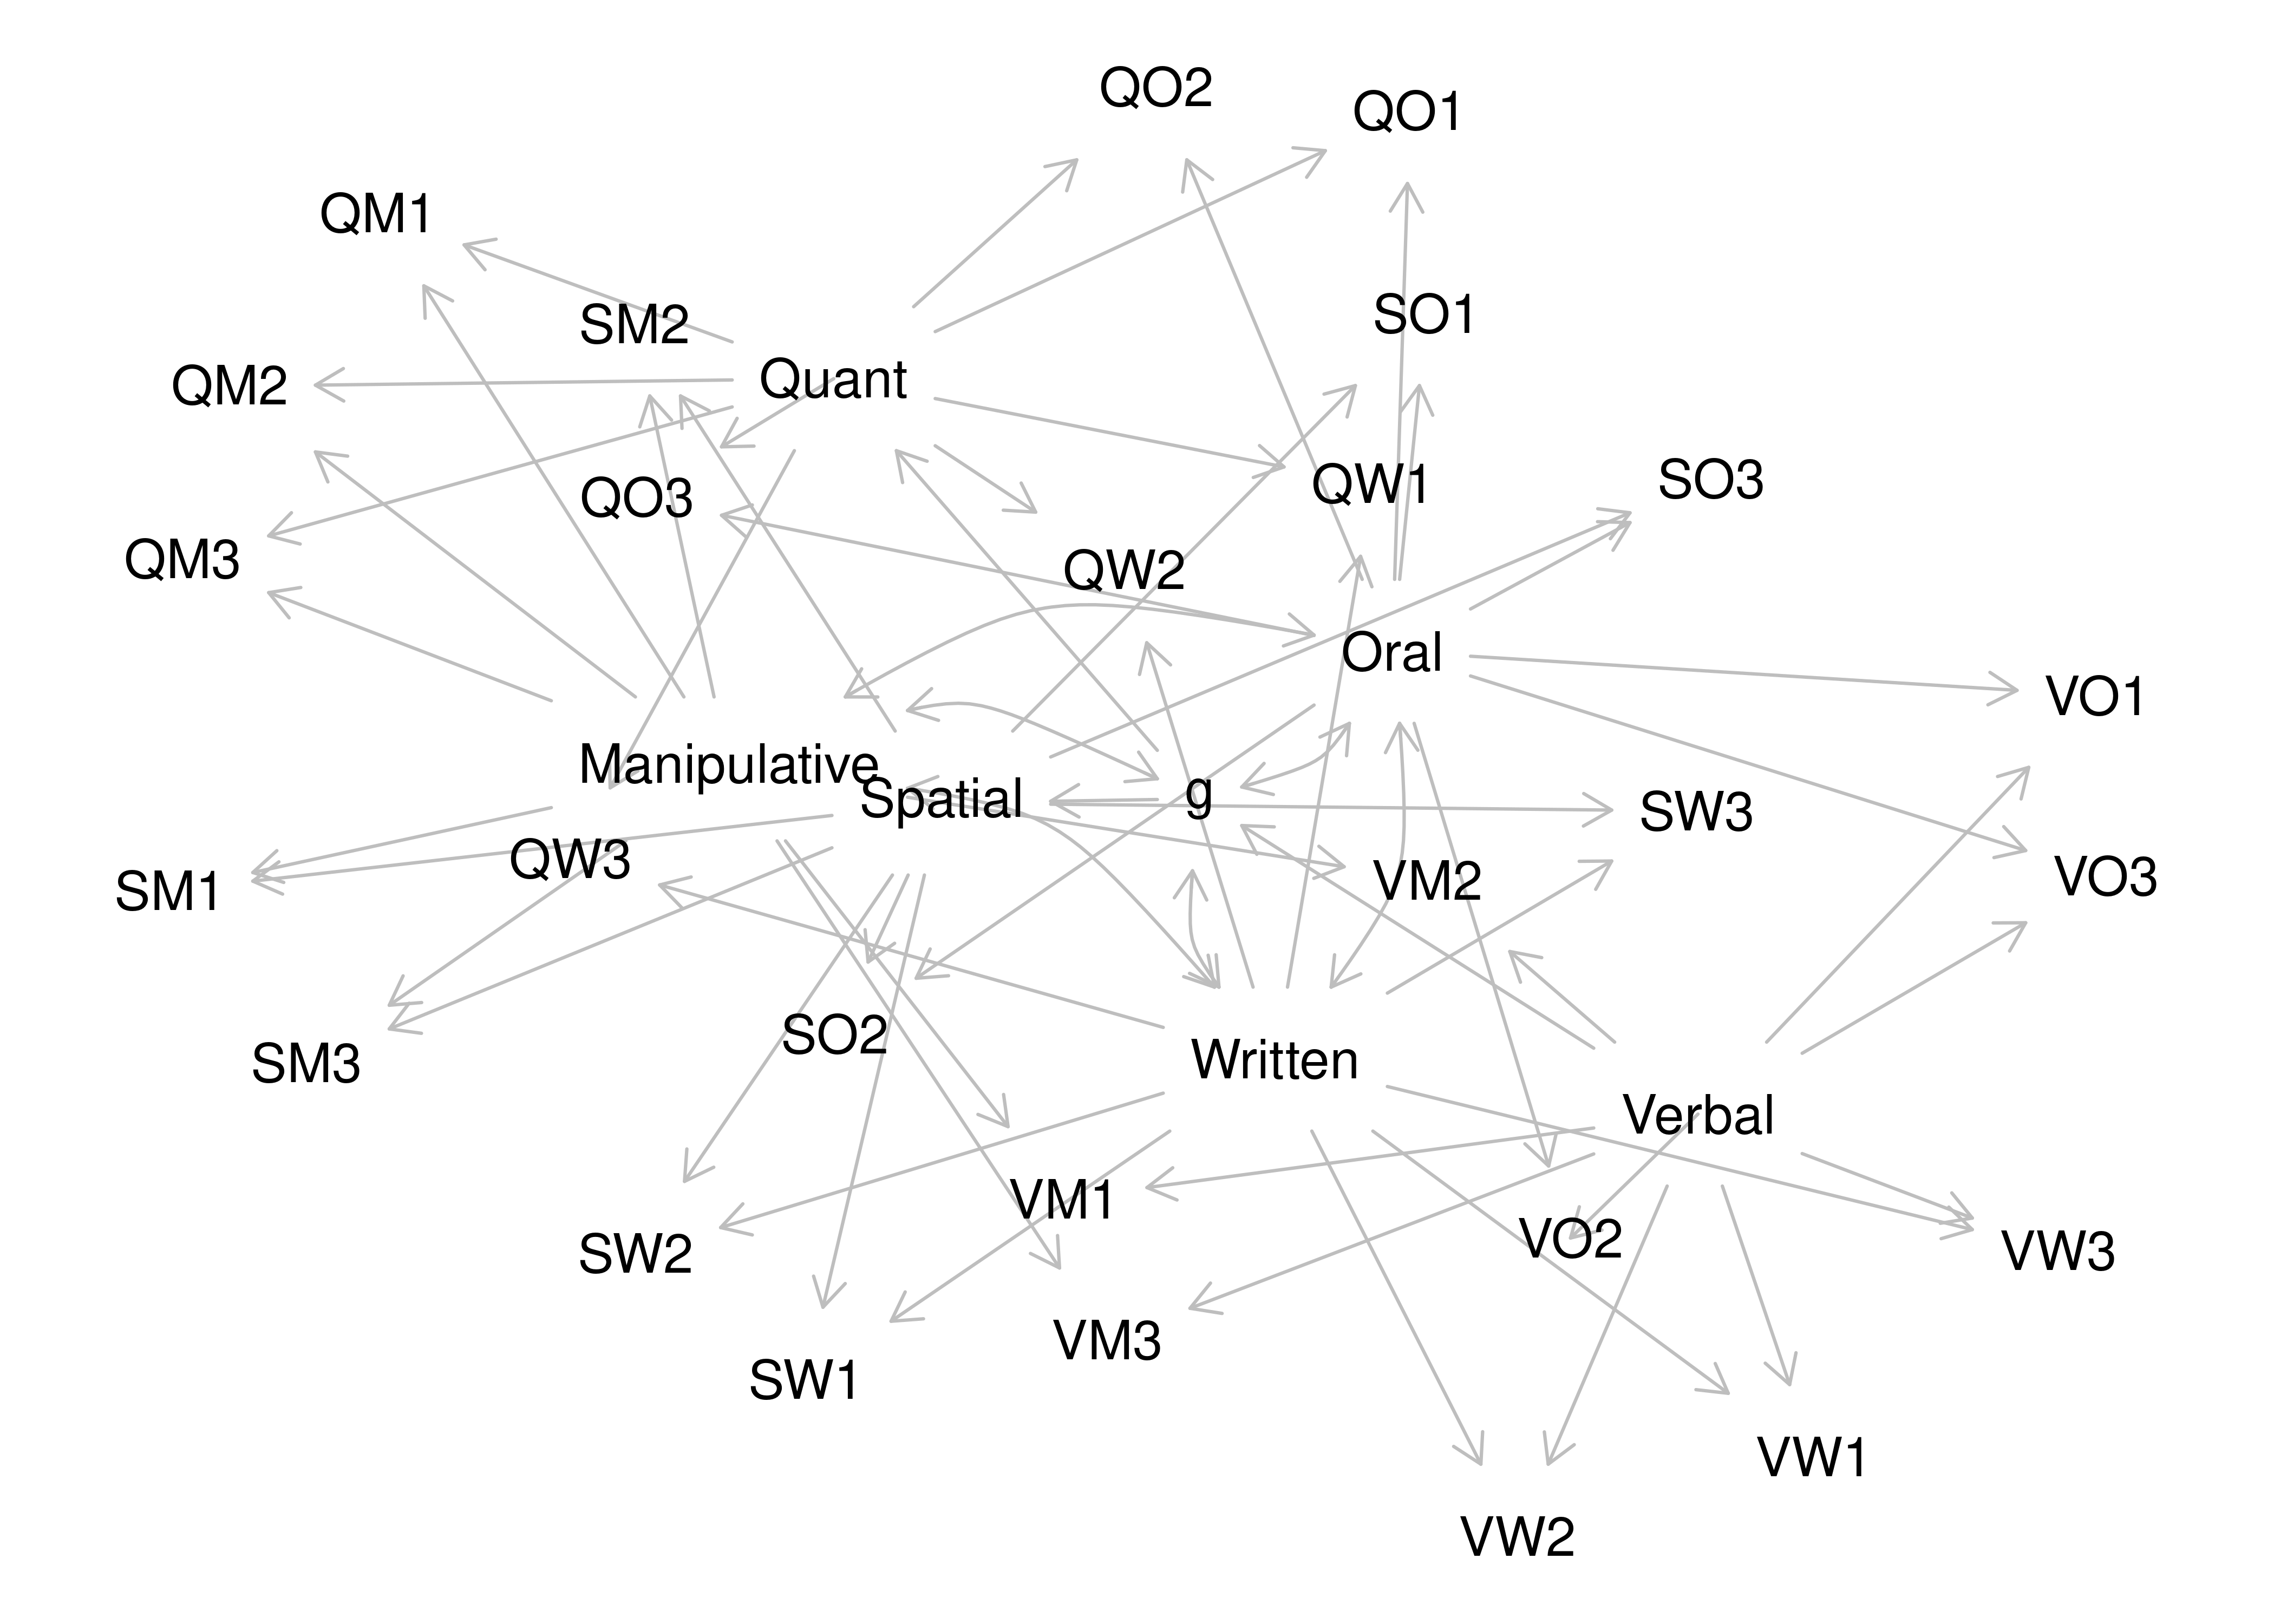 QO2
QO1
QM1
SM2
SO1
Quant
QM2
QW1
SO3
QO3
QM3
QW2
Oral
VO1
Manipulative
Spatial
g
SW3
QW3
VM2
VO3
SM1
SO2
SM3
Written
Verbal
VM1
VO2
SW2
VW3
VM3
SW1
VW1
VW2